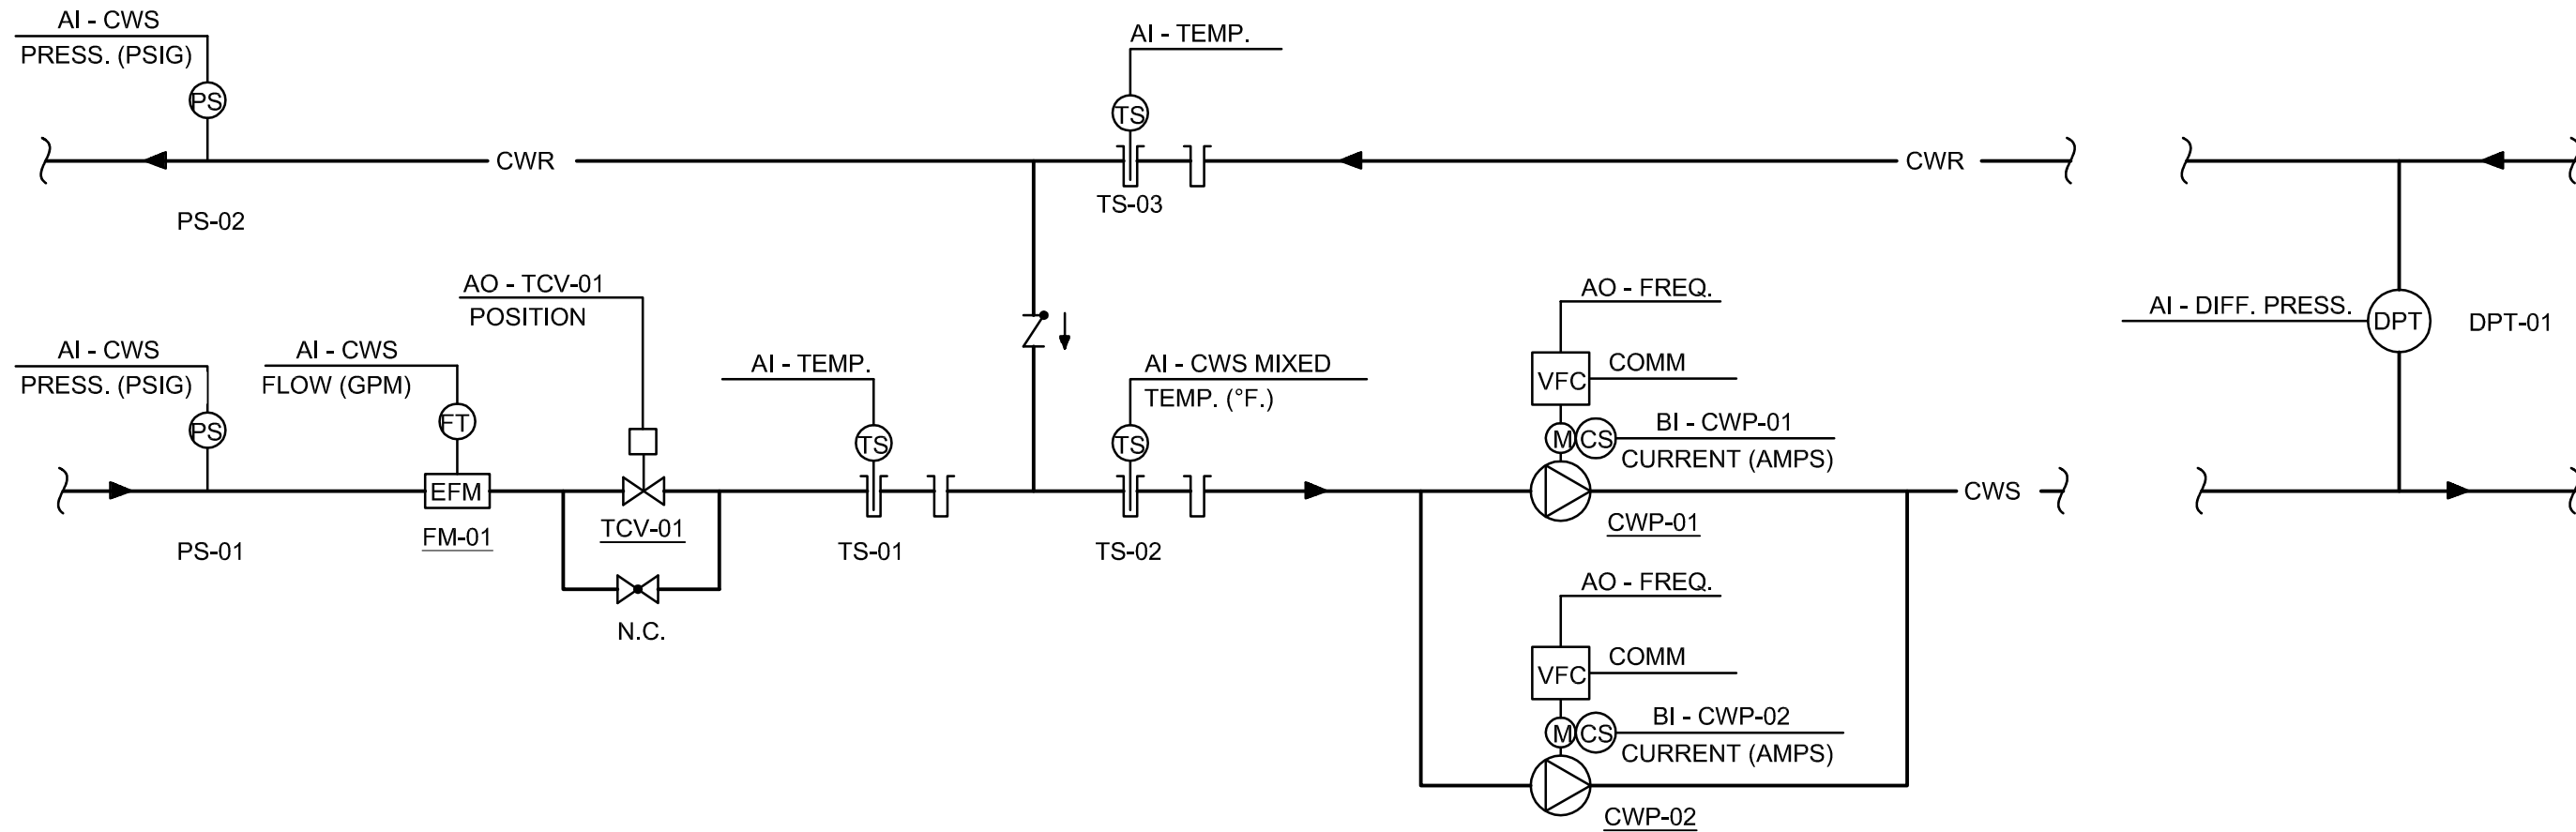 AI - CWS
PRESS. (PSIG)
PS
AI - TEMP.
TS
CWR
CWR
TS-03
PS-02
AO - TCV-01
POSITION
AI - CWS
PRESS. (PSIG)
PS
AI - CWS
FLOW (GPM)
FT
EFM
FM-01
PS-01
TCV-01
N.C.
AI - TEMP.
TS
TS-01
AI - CWS MIXED
TEMP. (°F.)
TS
TS-02
AO - FREQ.
VFC
COMM
M
CS
BI - CWP-01
CURRENT (AMPS)
CWP-01
CWS
AO - FREQ.
VFC
COMM
M
CS
BI - CWP-02
CURRENT (AMPS)
CWP-02
AI - DIFF. PRESS.
DPT
DPT-01